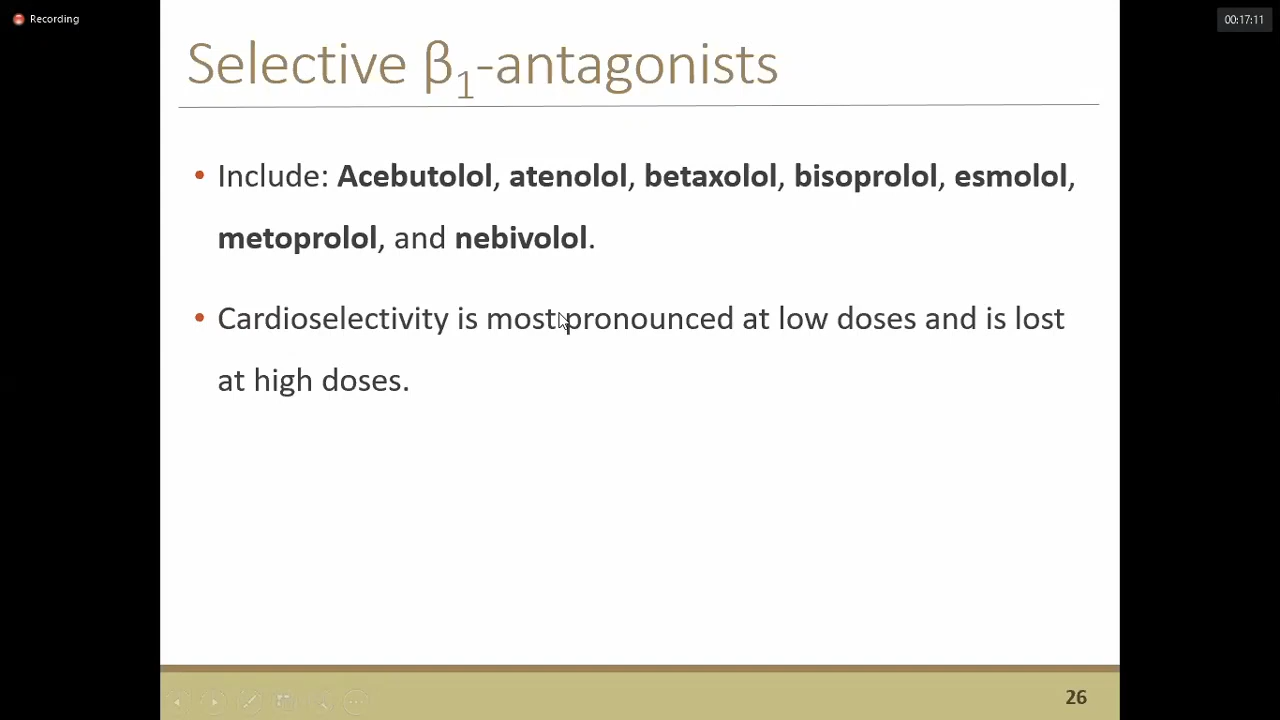 Recording
00:17:11
Selective β₁-antagonists
• Include: Acebutolol, atenolol, betaxolol, bisoprolol, esmolol,
metoprolol, and nebivolol.
• Cardioselectivity is most pronounced at low doses and is lost
at high doses.
26